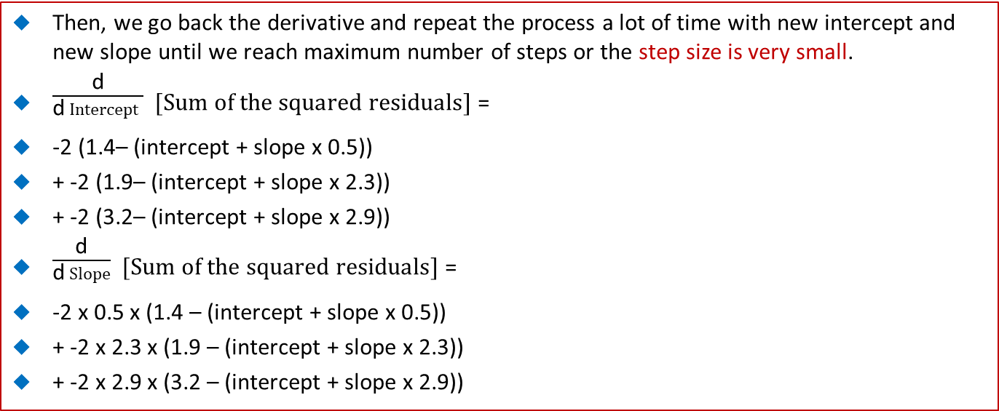 Then, we go back the derivative and repeat the process a lot of time with new intercept and
new slope until we reach maximum number of steps or the step size is very small.
d
d Intercept [Sum of the squared residuals] =
-2 (1.4– (intercept + slope x 0.5))
+ -2 (1.9– (intercept + slope x 2.3))
+ -2 (3.2– (intercept + slope x 2.9))
d
d Slope [Sum of the squared residuals] =
-2 x 0.5 x (1.4 – (intercept + slope x 0.5))
+ -2 x 2.3 x (1.9 – (intercept + slope x 2.3))
+ -2 x 2.9 x (3.2 – (intercept + slope x 2.9))